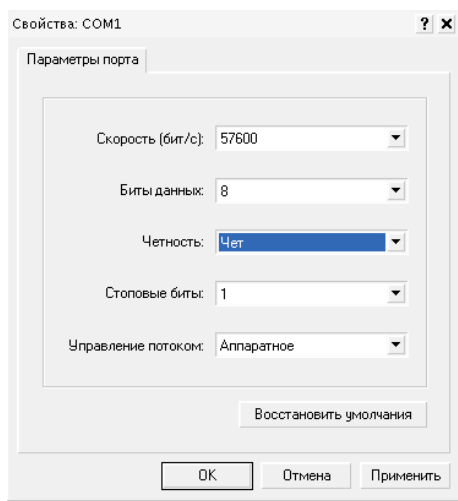 Свойства: COM1
Параметры порта
Скорость (бит/с): 57600
Биты данных: 8
Четность: Чет
Стоповые биты: 1
Управление потоком: Аппаратное
Восстановить умолчания
OK Отмена Применить